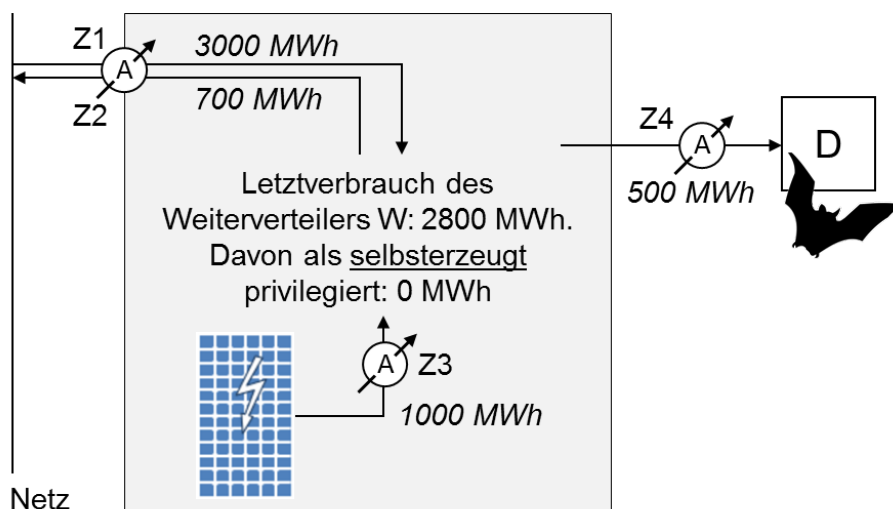 Z1
A
Z2
3000 MWh
700 MWh
Z4
A
500 MWh
D
Letztverbrauch des
Weiterverteilers W: 2800 MWh.
Davon als selbsterzeugt
privilegiert: 0 MWh
A
Z3
1000 MWh
Netz